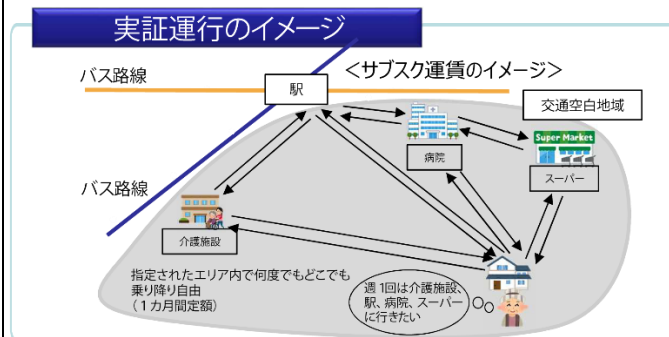 実証運行のイメージ
<サブスク運賃のイメージ>
バス路線
駅
交通空白地域
Super Market
病院
スーパー
バス路線
介護施設
指定されたエリア内で何度でもどこでも
乗り降り自由
(1カ月間定額)
週1回は介護施設、
駅、病院、スーパー
に行きたい